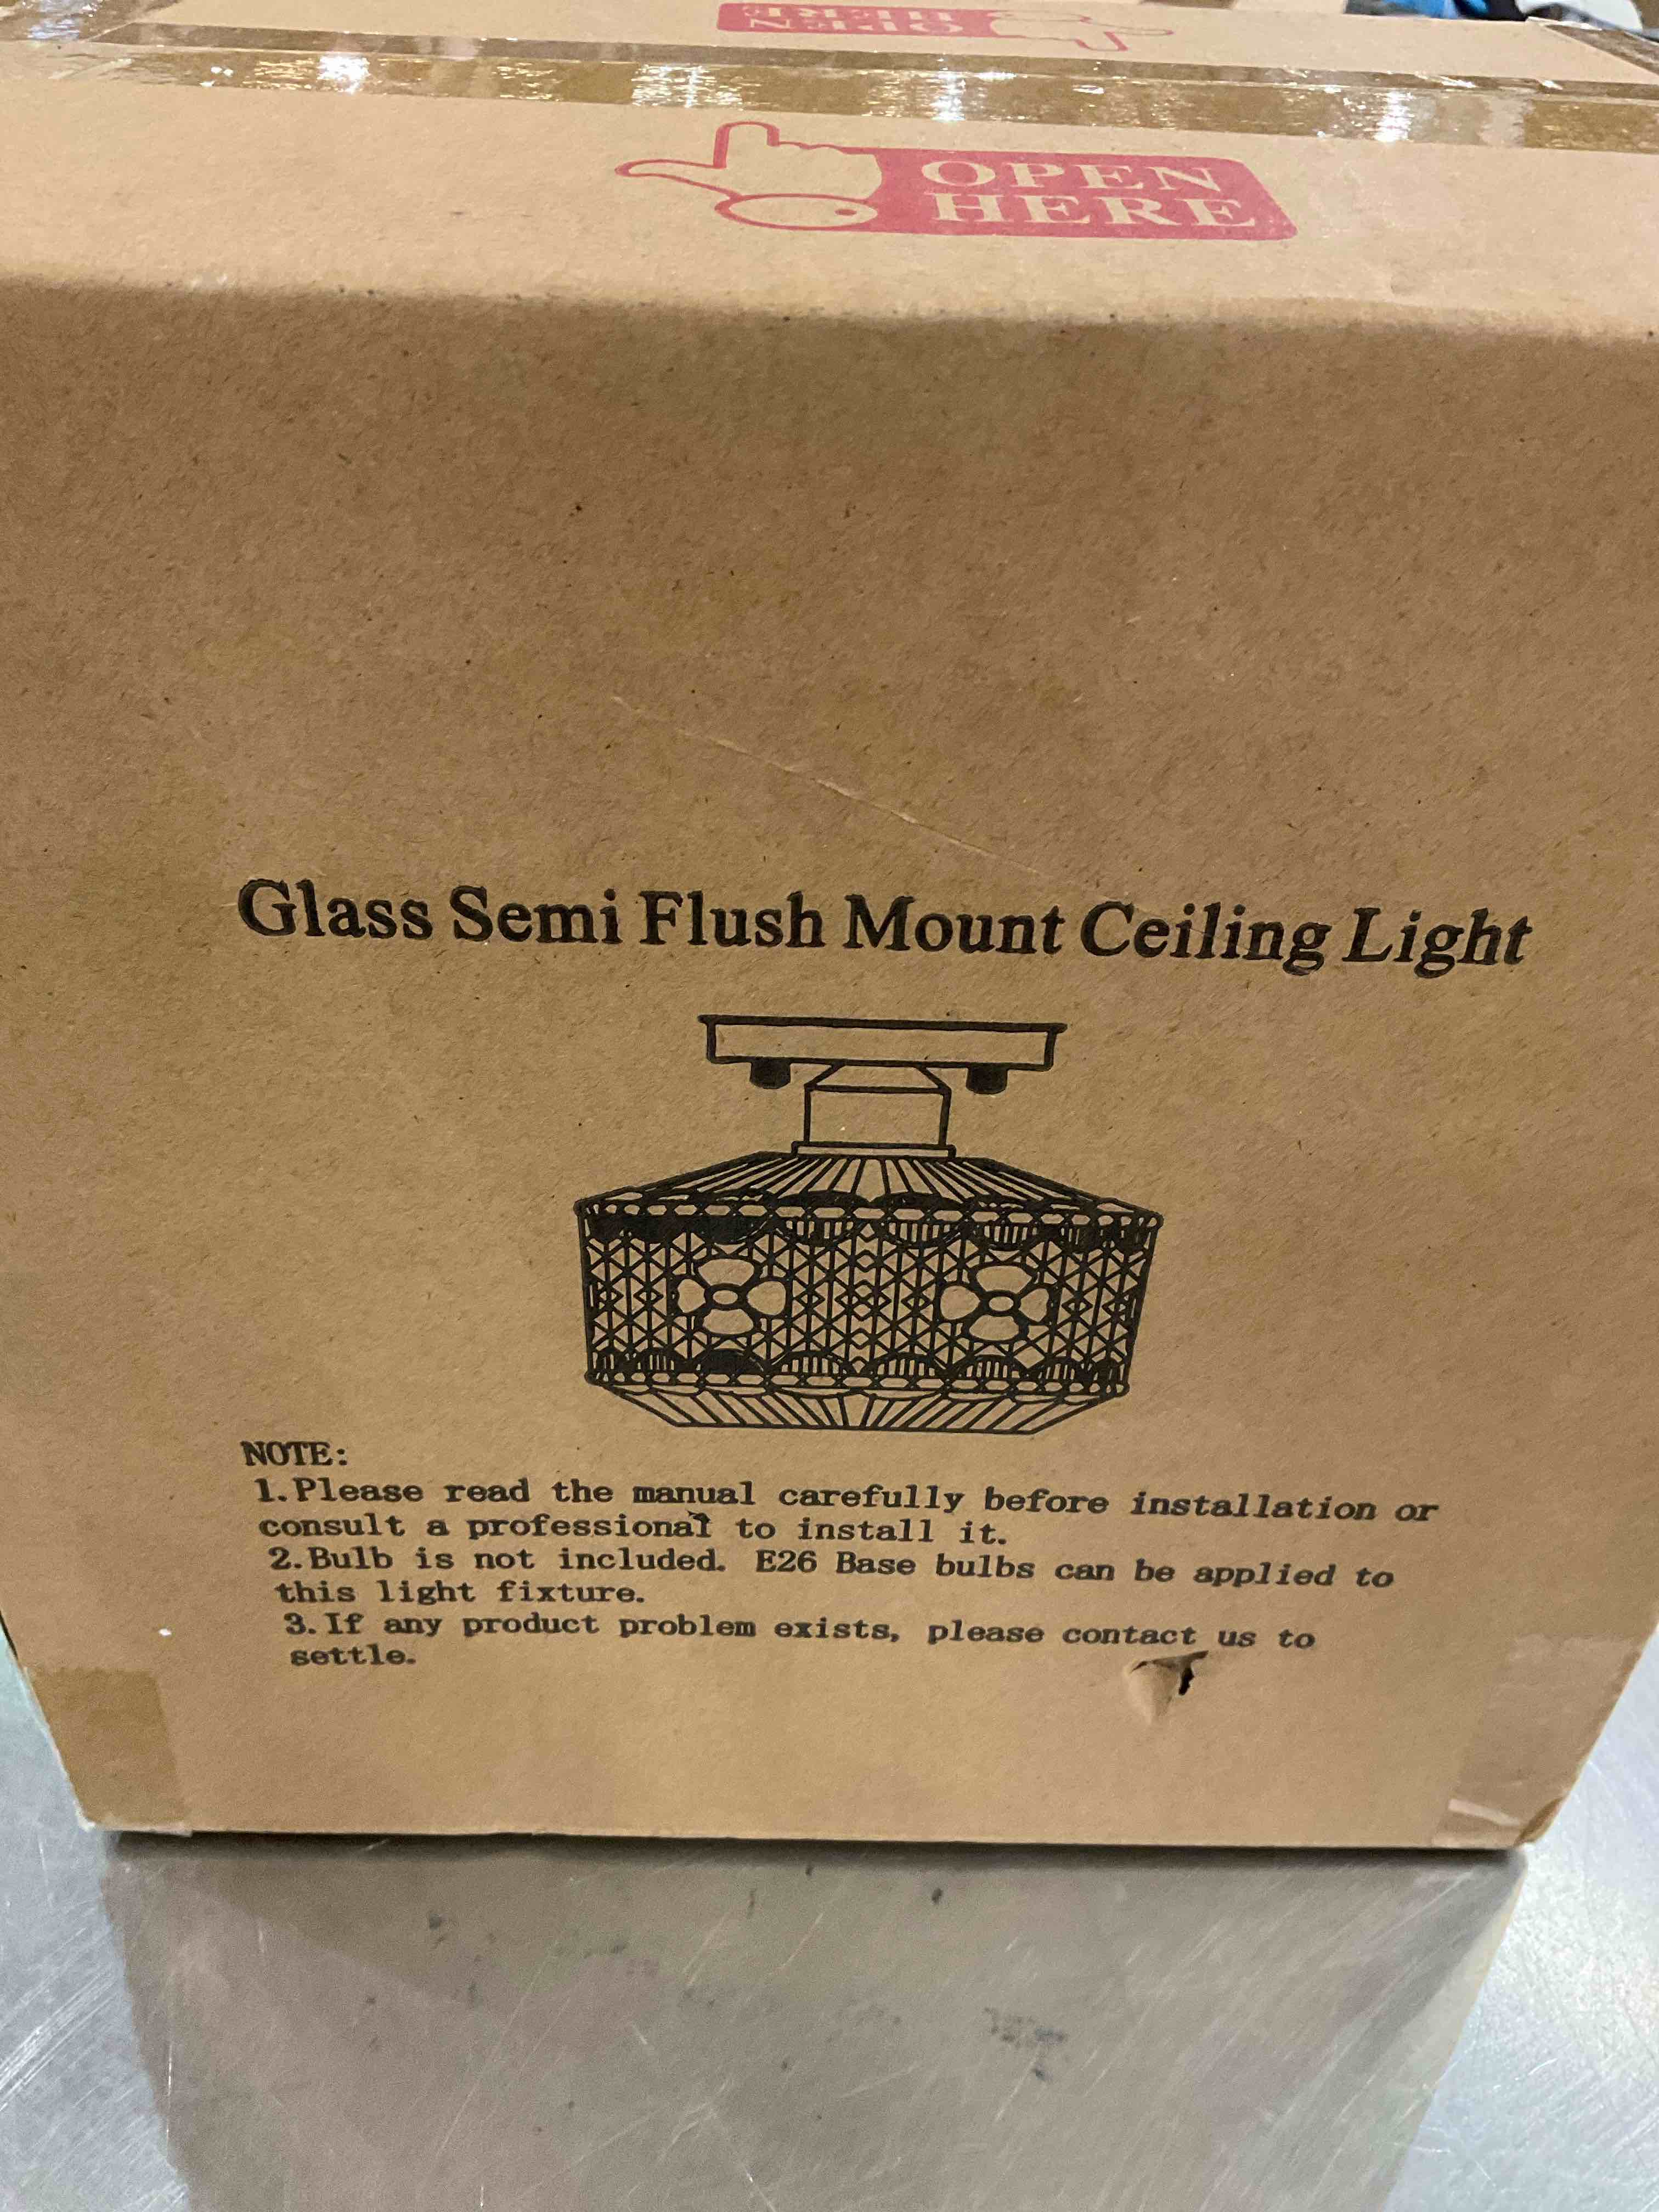 OPEN
HERE
OPEN
HERE
Glass Semi Flush Mount Ceiling Light
NOTE:
1.Please read the manual carefully before installation or
consult a professional to install it.
2.Bulb is not included. E26 Base bulbs can be applied to
this light fixture.
3.If any product problem exists, please contact us to
settle.